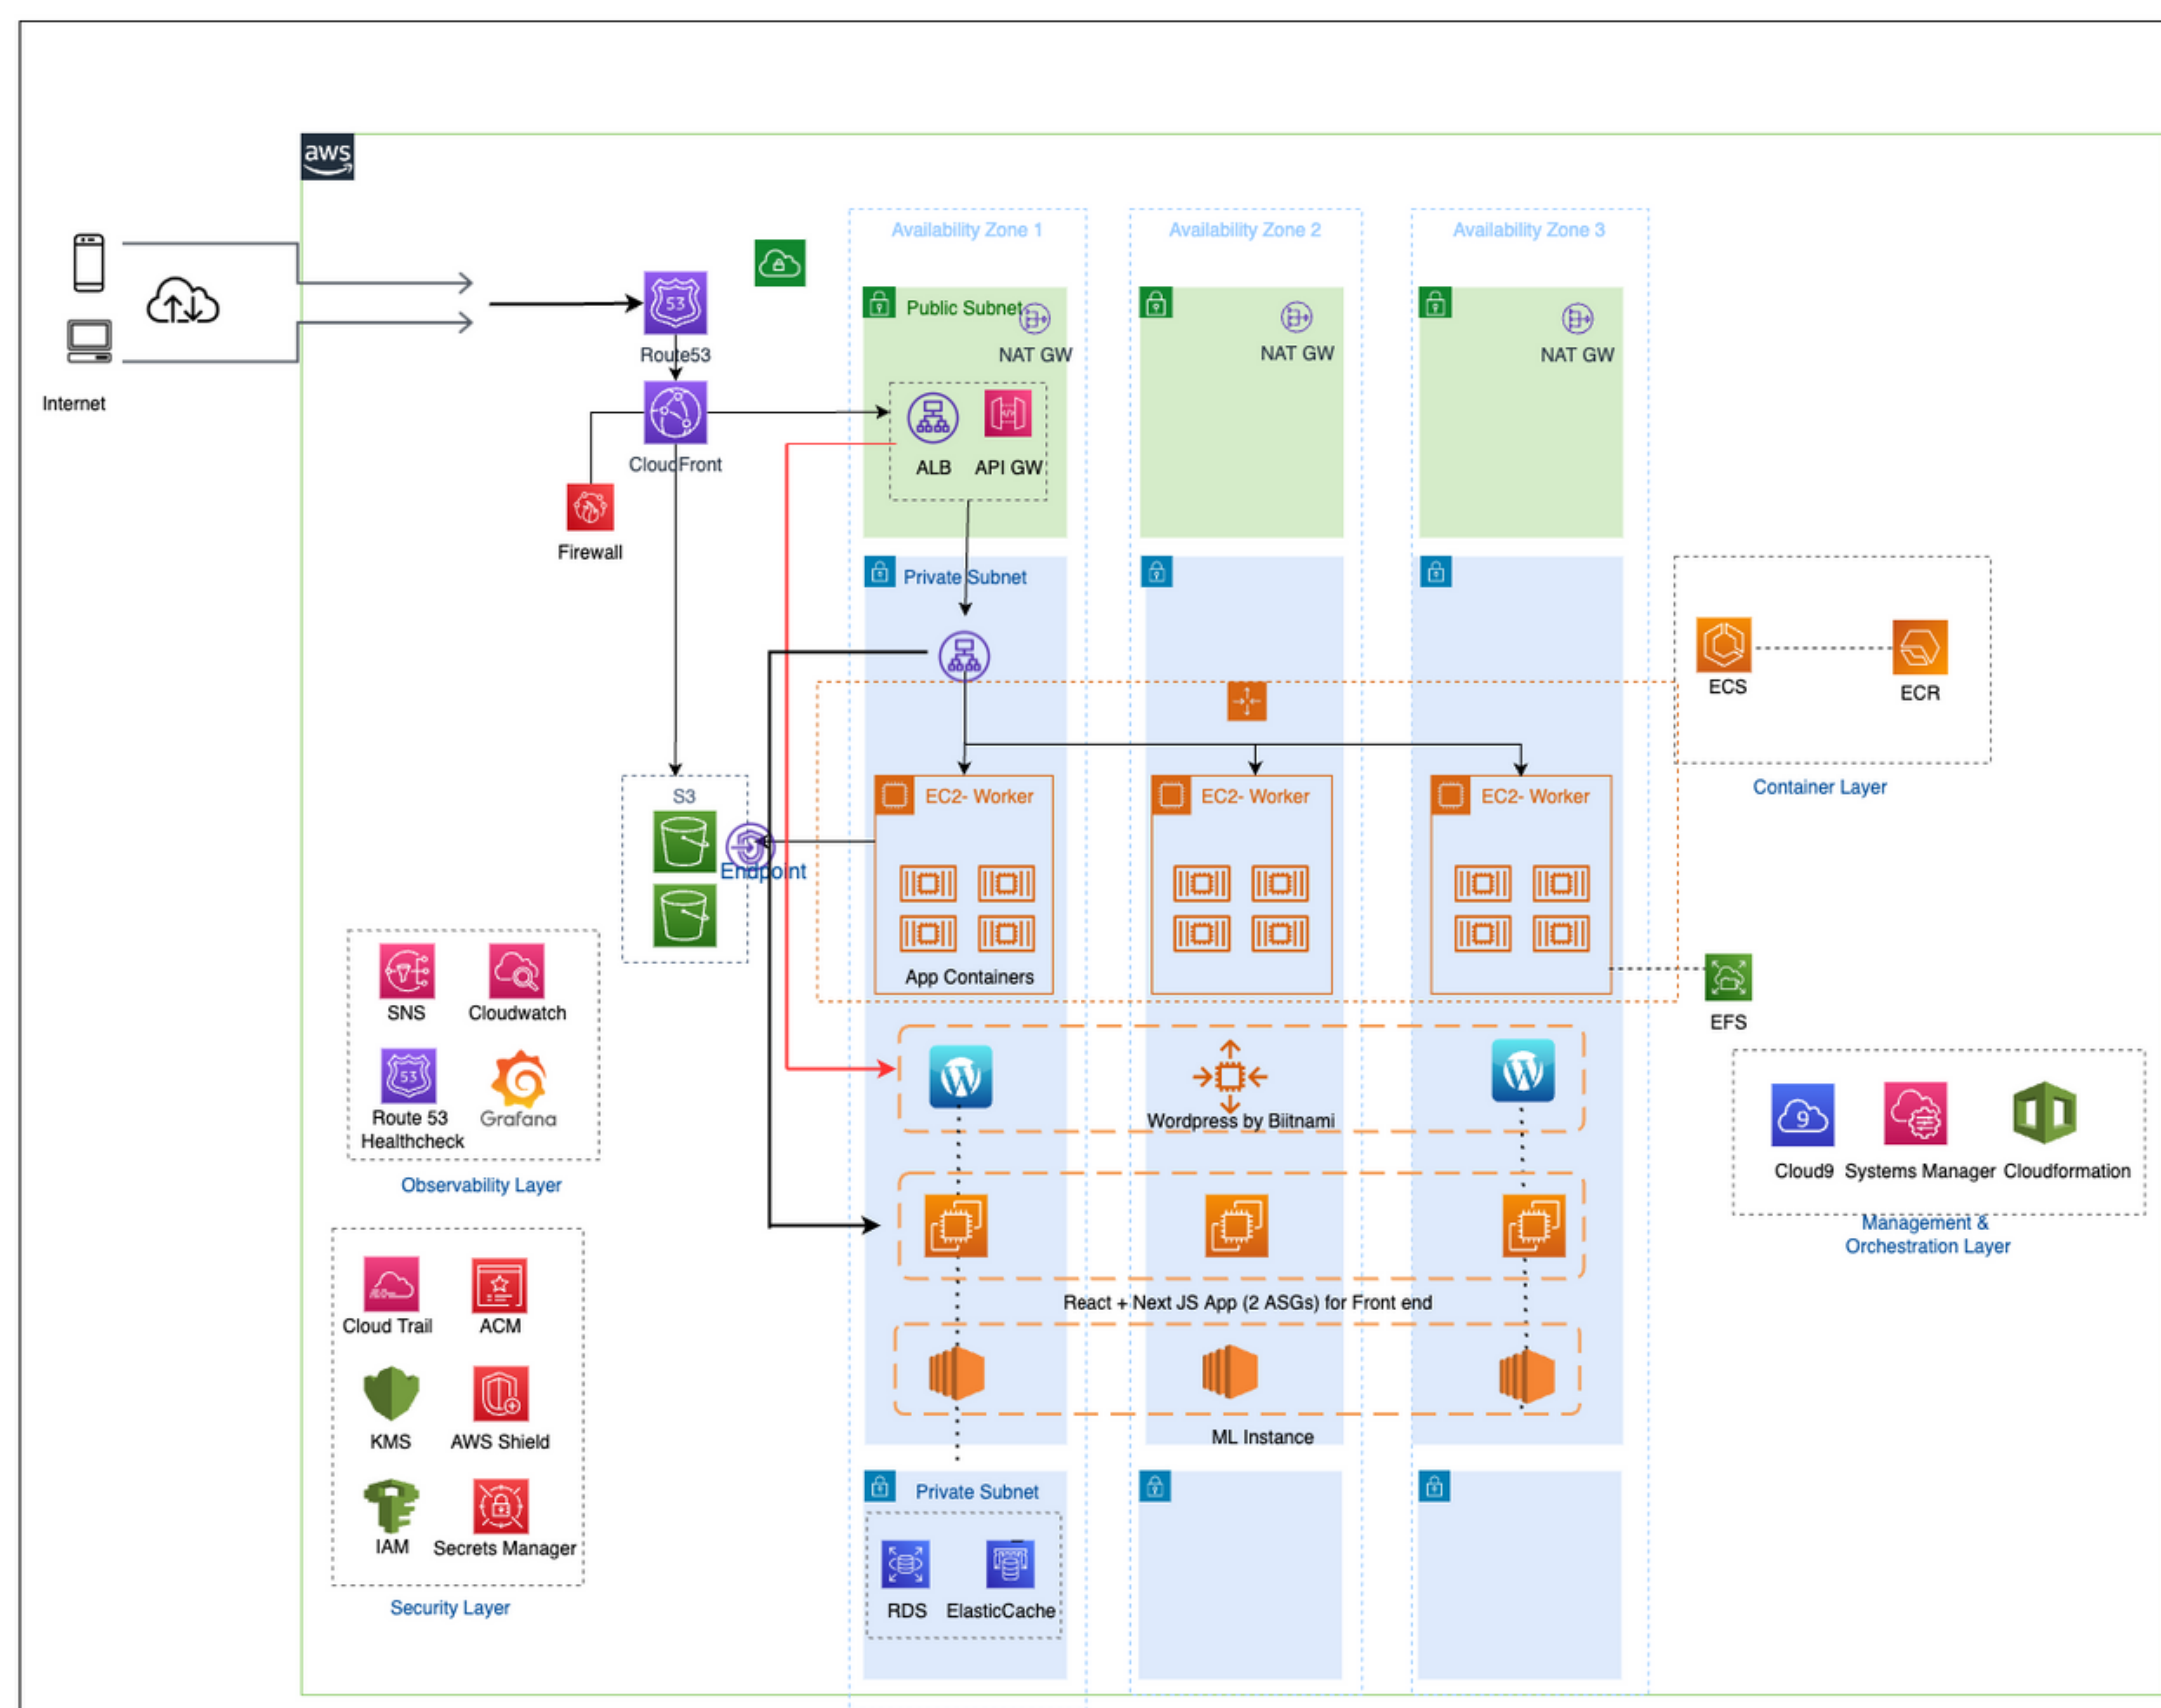 aws
Availability Zone 1
Availability Zone 2
Availability Zone 3
Internet
53
Route53
Public Subnet
NAT GW
NAT GW
NAT GW
CloudFront
ALB
API GW
Firewall
Private Subnet
ECS
ECR
Container Layer
S3
Endpoint
EC2- Worker
EC2- Worker
EC2- Worker
App Containers
EFS
SNS
Cloudwatch
53
Route 53
Healthcheck
Grafana
Observability Layer
W
W
Wordpress by Biitnami
9
Cloud9
Systems Manager
Cloudformation
Management &
Orchestration Layer
React + Next JS App (2 ASGs) for Front end
ML Instance
Cloud Trail
ACM
KMS
AWS Shield
IAM
Secrets Manager
Security Layer
Private Subnet
RDS
ElasticCache